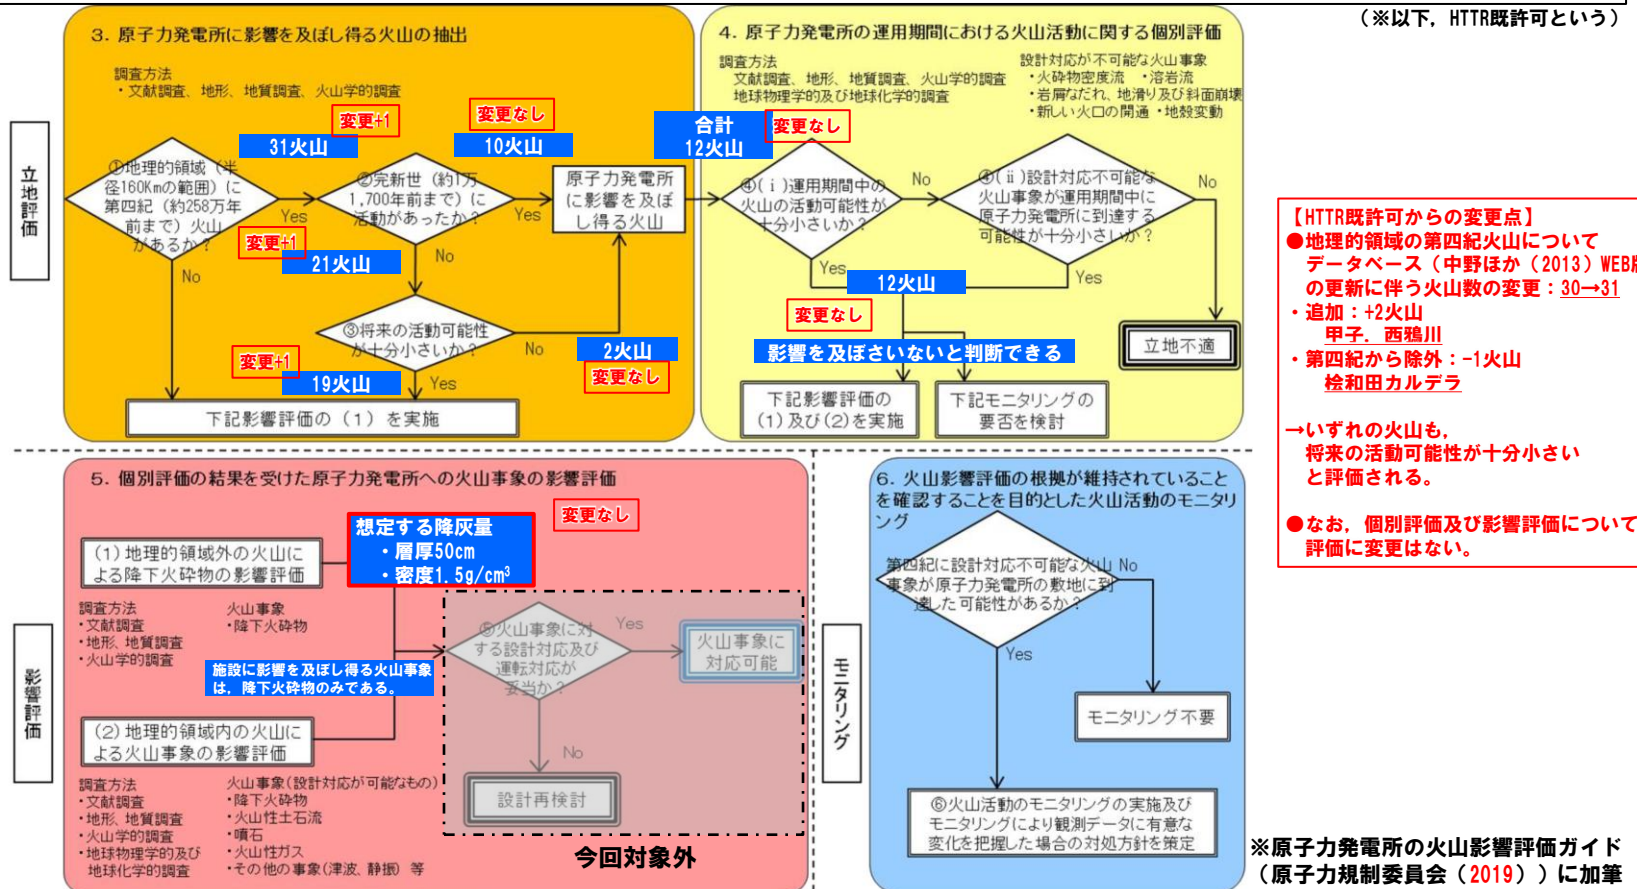 (※以下，HTTR既許可という)
3．原子力発電所に影響を及ぼし得る火山の抽出
調査方法
・文献調査、地形、地質調査、火山学的調査
立地評価
①地理的領域（半
径160Kmの範囲）に
第四紀（約258万年
前まで）火山
があるか？
Yes
No
31火山
変更+1
②完新世（約1万
1,700年前まで）に
活動があったか？
Yes
No
10火山
変更なし
原子力発電所
に影響を及ぼ
し得る火山
変更+1
21火山
③将来の活動可能性
が十分小さいか？
No
Yes
2火山
変更なし
変更+1
19火山
下記影響評価の（1）を実施
4．原子力発電所の運用期間における火山活動に関する個別評価
調査方法
文献調査、地形、地質調査、火山学的調査
地球物理学的及び地球化学的調査
設計対応が不可能な火山事象
・火砕物密度流　・溶岩流
・岩屑なだれ、地滑り及び斜面崩壊
・新しい火口の開通　・地殻変動
合計
12火山
変更なし
④(ⅰ)運用期間中の
火山の活動可能性が
十分小さいか？
No
Yes
④(ⅱ)設計対応不可能な
火山事象が運用期間中に
原子力発電所に到達する
可能性が十分小さいか？
No
Yes
12火山
変更なし
影響を及ぼさいないと判断できる
立地不適
下記影響評価の
(1)及び(2)を実施
下記モニタリングの
要否を検討
【HTTR既許可からの変更点】
●地理的領域の第四紀火山について
データベース（中野ほか（2013）WEB版
の更新に伴う火山数の変更：30→31
・追加：+2火山
甲子．西鴉川
・第四紀から除外：-1火山
桧和田カルデラ
→いずれの火山も，
将来の活動可能性が十分小さい
と評価される。
●なお，個別評価及び影響評価について
評価に変更はない。
影響評価
5．個別評価の結果を受けた原子力発電所への火山事象の影響評価
(1)地理的領域外の火山に
よる降下火砕物の影響評価
想定する降灰量
・層厚50cm
・密度1.5g/cm³
変更なし
調査方法
・文献調査
・地形、地質調査
・火山学的調査
火山事象
・降下火砕物
施設に影響を及ぼし得る火山事象
は，降下火砕物のみである。
⑤火山事象に対
する設計対応及び
運転対応が
妥当か？
Yes
No
火山事象に
対応可能
設計再検討
今回対象外
(2)地理的領域内の火山に
よる火山事象の影響評価
調査方法
・文献調査
・地形、地質調査
・火山学的調査
・地球物理学的及び
地球化学的調査
火山事象(設計対応が可能なもの)
・降下火砕物
・火山性土石流
・噴石
・火山性ガス
・その他の事象(津波、静振) 等
モニタリング
6．火山影響評価の根拠が維持されていること
を確認することを目的とした火山活動のモニタリ
ング
第四紀に設計対応不可能な火山
事象が原子力発電所の敷地に到
達した可能性があるか？
No
Yes
モニタリング不要
⑥火山活動のモニタリングの実施及び
モニタリングにより観測データに有意な
変化を把握した場合の対処方針を策定
※原子力発電所の火山影響評価ガイド
（原子力規制委員会（2019））に加筆